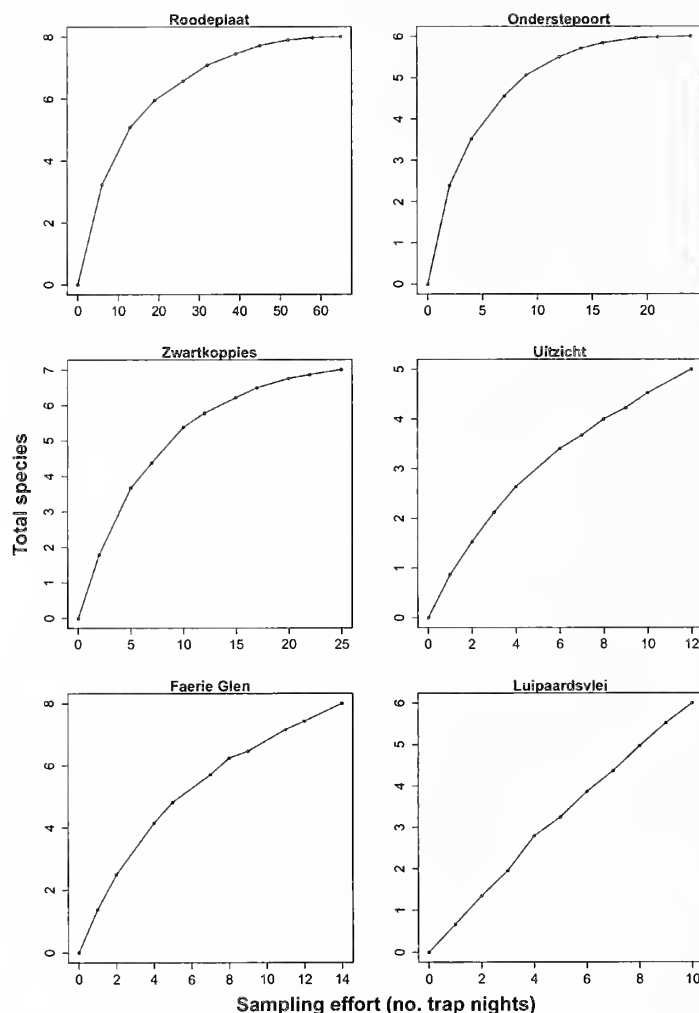 Roodeplaat
0 2 4 6 8
0 10 20 30 40 50 60
Onderstepoort
0 1 2 3 4 5 6
0 5 10 15 20
Zwartkoppies
0 1 2 3 4 5 6 7
0 5 10 15 20 25
Uitzicht
0 1 2 3 4 5
0 2 4 6 8 10 12
Total species
Faerie Glen
0 2 4 6 8
0 2 4 6 8 10 12 14
Luipaardsvlei
0 1 2 3 4 5 6
0 2 4 6 8 10
Sampling effort (no. trap nights)